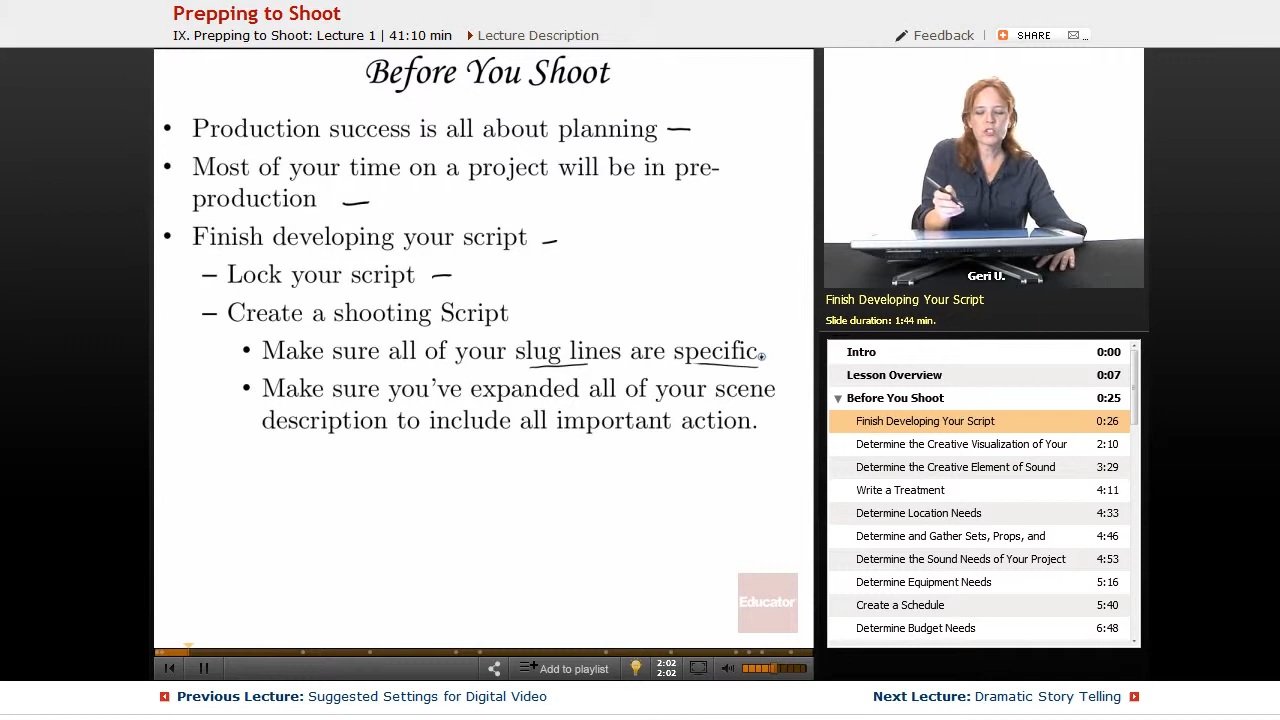 Prepping to Shoot
IX. Prepping to Shoot: Lecture 1 | 41:10 min
Lecture Description
Feedback
SHARE
...
Before You Shoot
• Production success is all about planning
• Most of your time on a project will be in pre-
production
• Finish developing your script
– Lock your script
– Create a shooting Script
• Make sure all of your slug lines are specific.
• Make sure you've expanded all of your scene
description to include all important action.
Educator
Geri U.
Finish Developing Your Script
Slide duration: 1:44 min.
Intro 0:00
Lesson Overview 0:07
Before You Shoot 0:25
Finish Developing Your Script 0:26
Determine the Creative Visualization of Your 2:10
Determine the Creative Element of Sound 3:29
Write a Treatment 4:11
Determine Location Needs 4:33
Determine and Gather Sets, Props, and 4:46
Determine the Sound Needs of Your Project 4:53
Determine Equipment Needs 5:16
Create a Schedule 5:40
Determine Budget Needs 6:48
Add to playlist
2:02
2:02
Previous Lecture: Suggested Settings for Digital Video
Next Lecture: Dramatic Story Telling